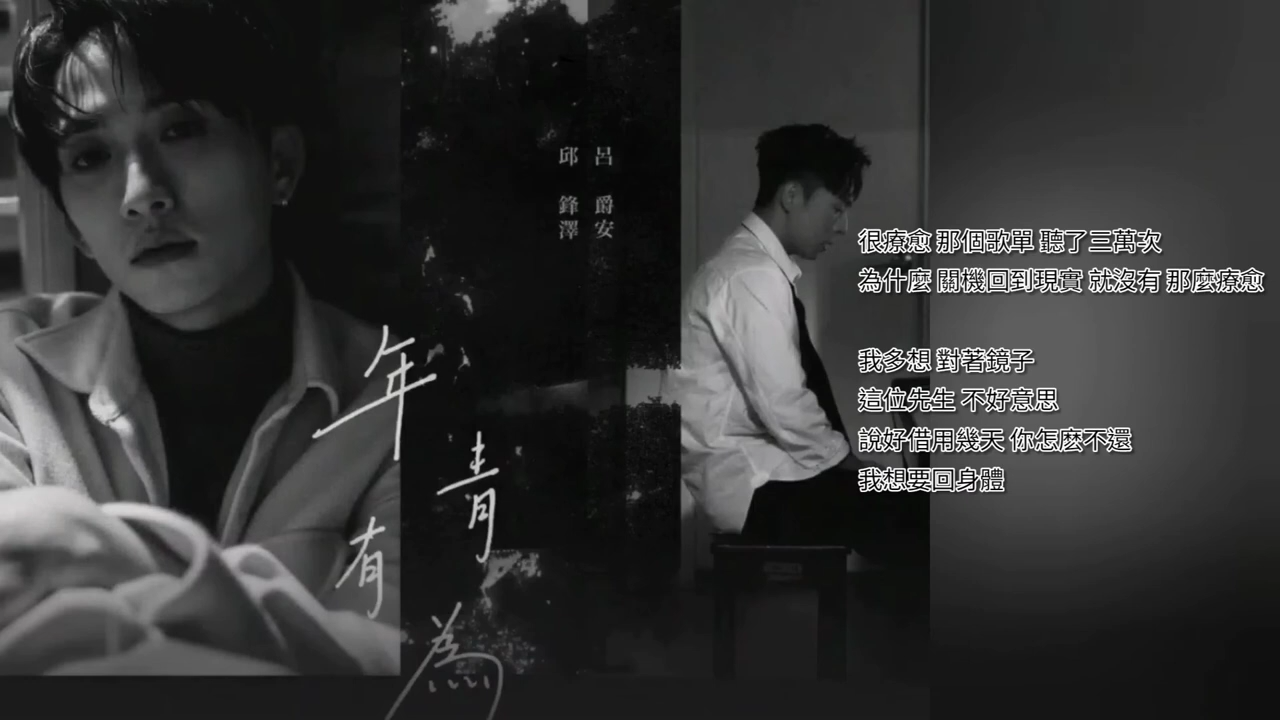 年青有為
呂爵安
邱鋒澤
很療愈 那個歌單 聽了三萬次
為什麼 關機回到現實 就沒有 那麼療愈
我多想 對著鏡子
這位先生 不好意思
說好借用幾天 你怎麼不還
我想要回身體